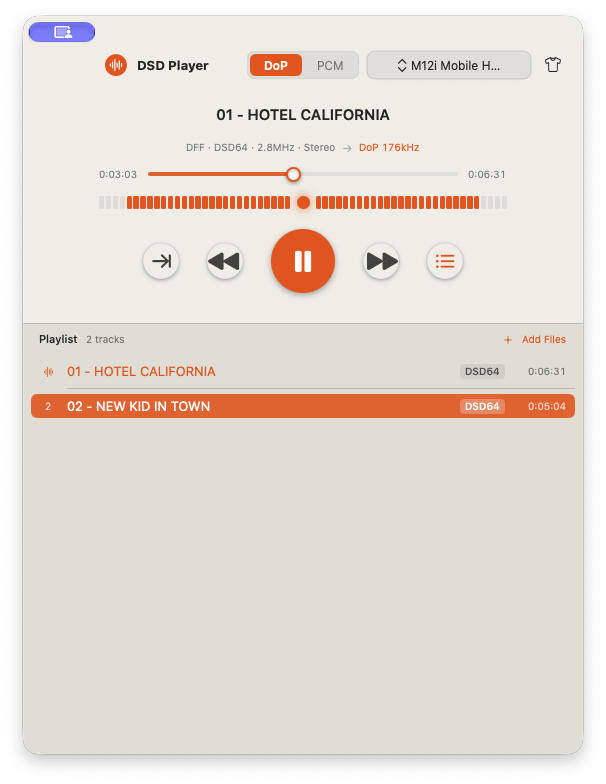 DSD Player
DoP PCM
M12i Mobile H...
01 - HOTEL CALIFORNIA
DFF · DSD64 · 2.8MHz · Stereo → DoP 176kHz
0:03:03 0:06:31
Playlist 2 tracks + Add Files
01 - HOTEL CALIFORNIA DSD64 0:06:31
2 02 - NEW KID IN TOWN DSD64 0:05:04